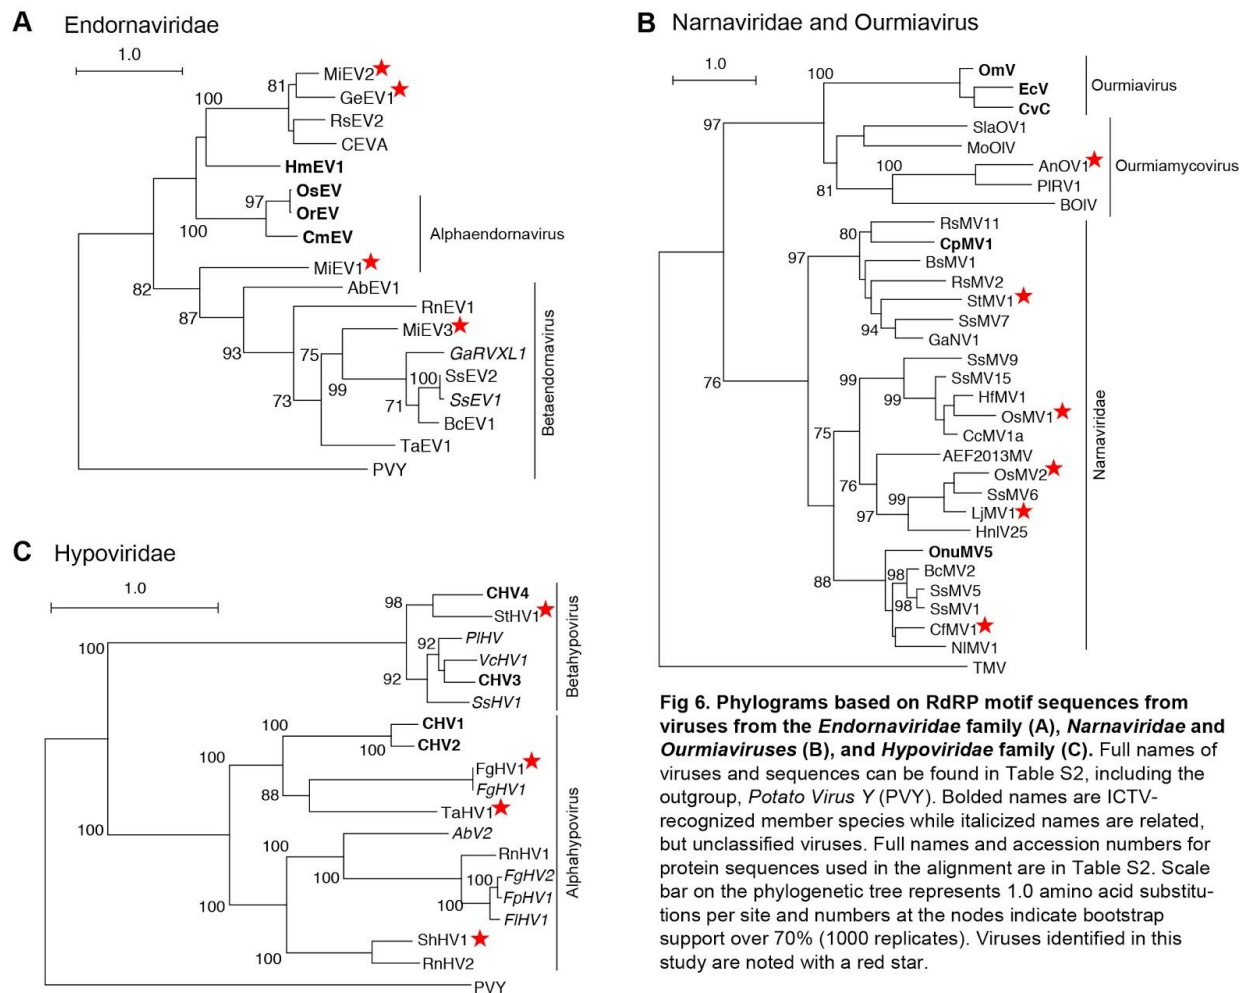 A Endornaviridae
1.0
MiEV2
81
GeEV1
100
RsEV2
CEVA
HmEV1
OsEV
97
OrEV
100
CmEV
Alphaendornavirus
MiEV1
82
AbEV1
87
RnEV1
MiEV3
93
75
GaRVXL1
100
SsEV2
99
SsEV1
73
71
BcEV1
TaEV1
Betaendornavirus
PVY
B Narnaviridae and Ourmiavirus
1.0
100
OmV
EcV
CvC
Ourmiavirus
97
SlaOV1
MoOlV
100
AnOV1
PlRV1
81
BOlV
Ourmiamycovirus
RsMV11
80
CpMV1
97
BsMV1
RsMV2
StMV1
SsMV7
94
GaNV1
76
SsMV9
99
SsMV15
99
HfMV1
OsMV1
75
CcMV1a
AEF2013MV
OsMV2
76
99
SsMV6
97
LjMV1
HnlV25
OnuMV5
88
98
BcMV2
SsMV5
98
SsMV1
CfMV1
NlMV1
Narnaviridae
TMV
C Hypoviridae
1.0
98
CHV4
StHV1
100
92
PlHV
VcHV1
92
CHV3
SsHV1
Betahypovirus
100
CHV1
100
CHV2
100
FgHV1
FgHV1
88
TaHV1
100
100
AbV2
RnHV1
100
100
FgHV2
100
100
FpHV1
FlHV1
ShHV1
100
RnHV2
Alphahypovirus
PVY
Fig 6. Phylograms based on RdRP motif sequences from
viruses from the Endornaviridae family (A), Narnaviridae and
Ourmiaviruses (B), and Hypoviridae family (C). Full names of
viruses and sequences can be found in Table S2, including the
outgroup, Potato Virus Y (PVY). Bolded names are ICTV-
recognized member species while italicized names are related,
but unclassified viruses. Full names and accession numbers for
protein sequences used in the alignment are in Table S2. Scale
bar on the phylogenetic tree represents 1.0 amino acid substitu-
tions per site and numbers at the nodes indicate bootstrap
support over 70% (1000 replicates). Viruses identified in this
study are noted with a red star.